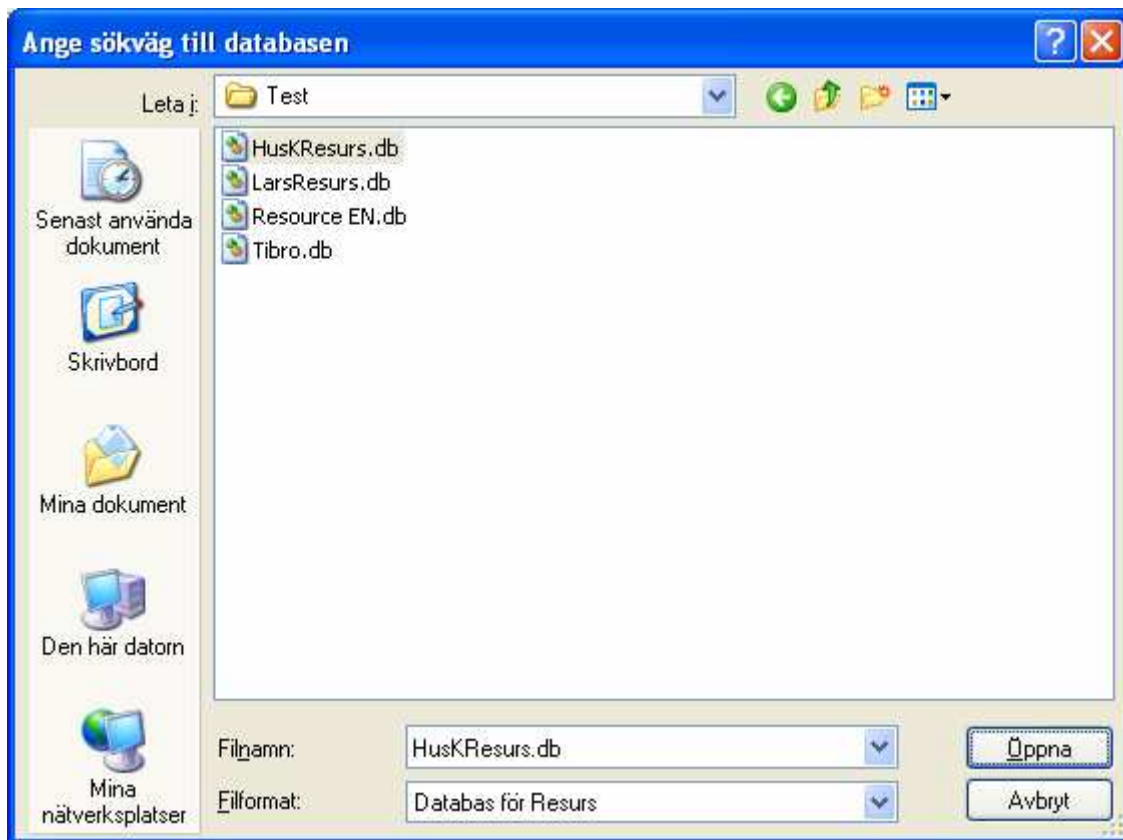 Ange sökväg till databasen
?
Leta i:
Test
HusKResurs.db
LarsResurs.db
Resource EN.db
Tibro.db
Senast använda
dokument
Skrivbord
Mina dokument
Den här datorn
Mina
nätverksplatser
Filnamn:
HusKResurs.db
Öppna
Filformat:
Databas för Resurs
Avbryt